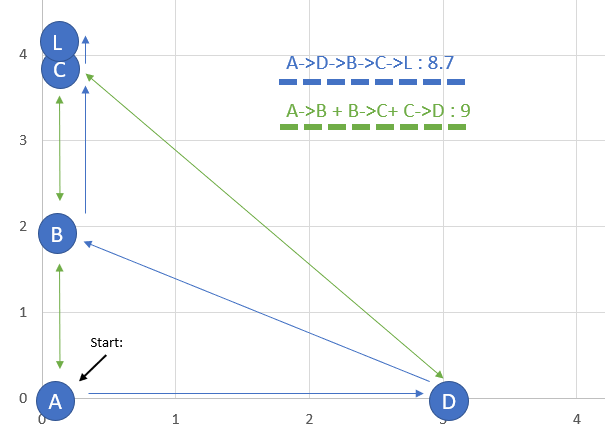 4
L
C
A->D->B->C->L : 8.7
A->B + B->C+ C->D : 9
3
2
B
1
Start:
0
A
D
0
1
2
3
4